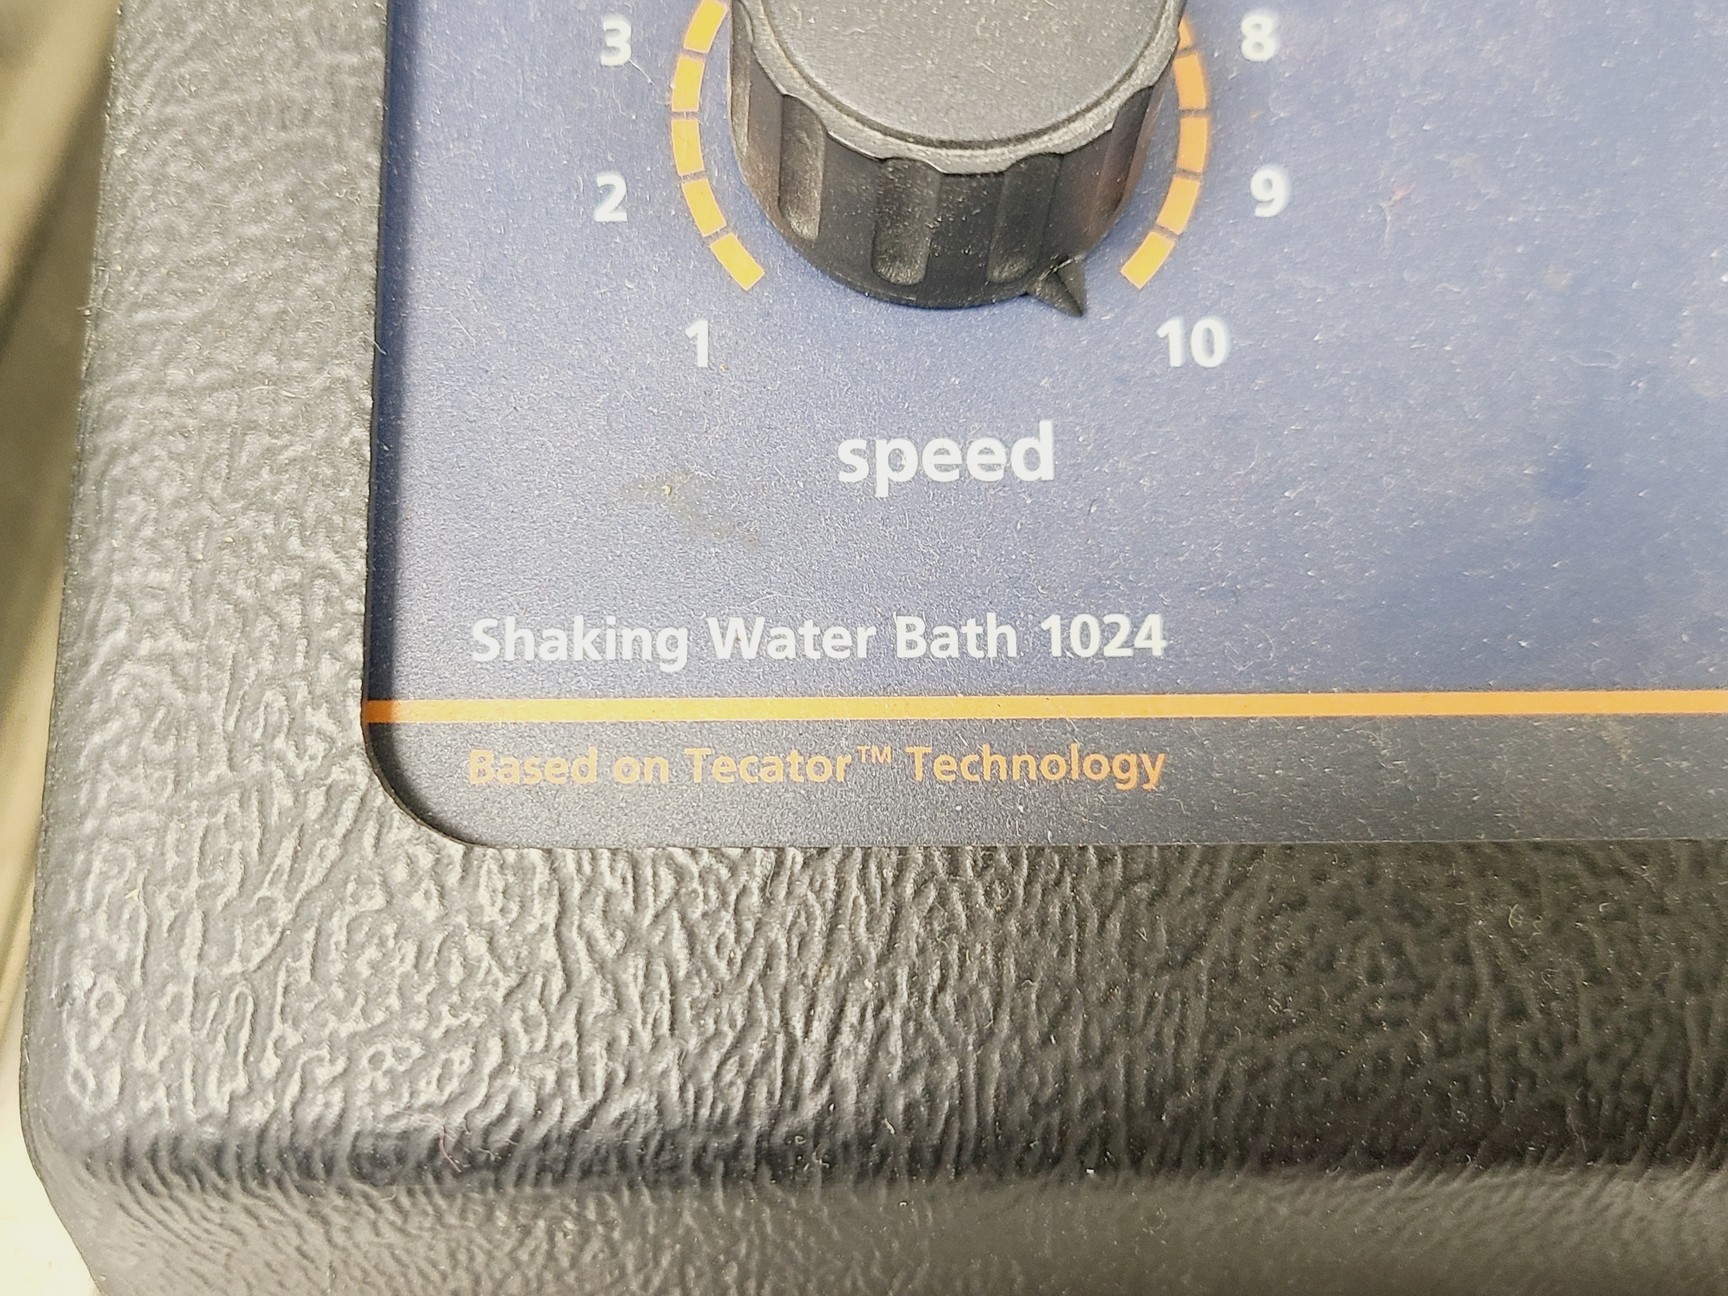 3 8
2 9
1 10
speed
Shaking Water Bath 1024
Based on Tecator™ Technology